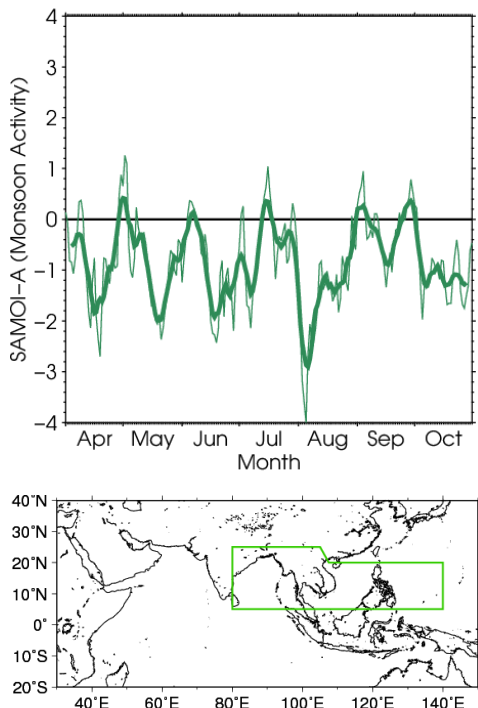 4
3
2
1
0
−1
−2
−3
−4
SAMOI−A (Monsoon Activity)
Apr May Jun Jul Aug Sep Oct
Month
40˚N
30˚N
20˚N
10˚N
0˚
10˚S
20˚S
40˚E 60˚E 80˚E 100˚E 120˚E 140˚E